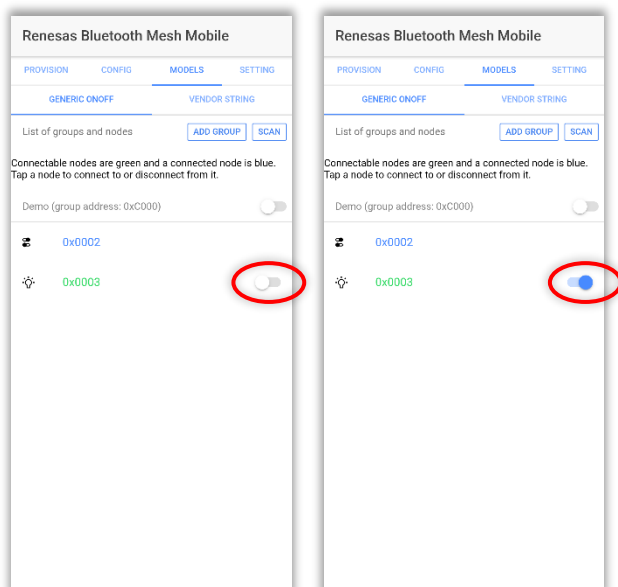 Renesas Bluetooth Mesh Mobile
PROVISION CONFIG MODELS SETTING
GENERIC ONOFF VENDOR STRING
List of groups and nodes ADD GROUP SCAN
Connectable nodes are green and a connected node is blue.
Tap a node to connect to or disconnect from it.
Demo (group address: 0xC000)
0x0002
0x0003
Renesas Bluetooth Mesh Mobile
PROVISION CONFIG MODELS SETTING
GENERIC ONOFF VENDOR STRING
List of groups and nodes ADD GROUP SCAN
Connectable nodes are green and a connected node is blue.
Tap a node to connect to or disconnect from it.
Demo (group address: 0xC000)
0x0002
0x0003